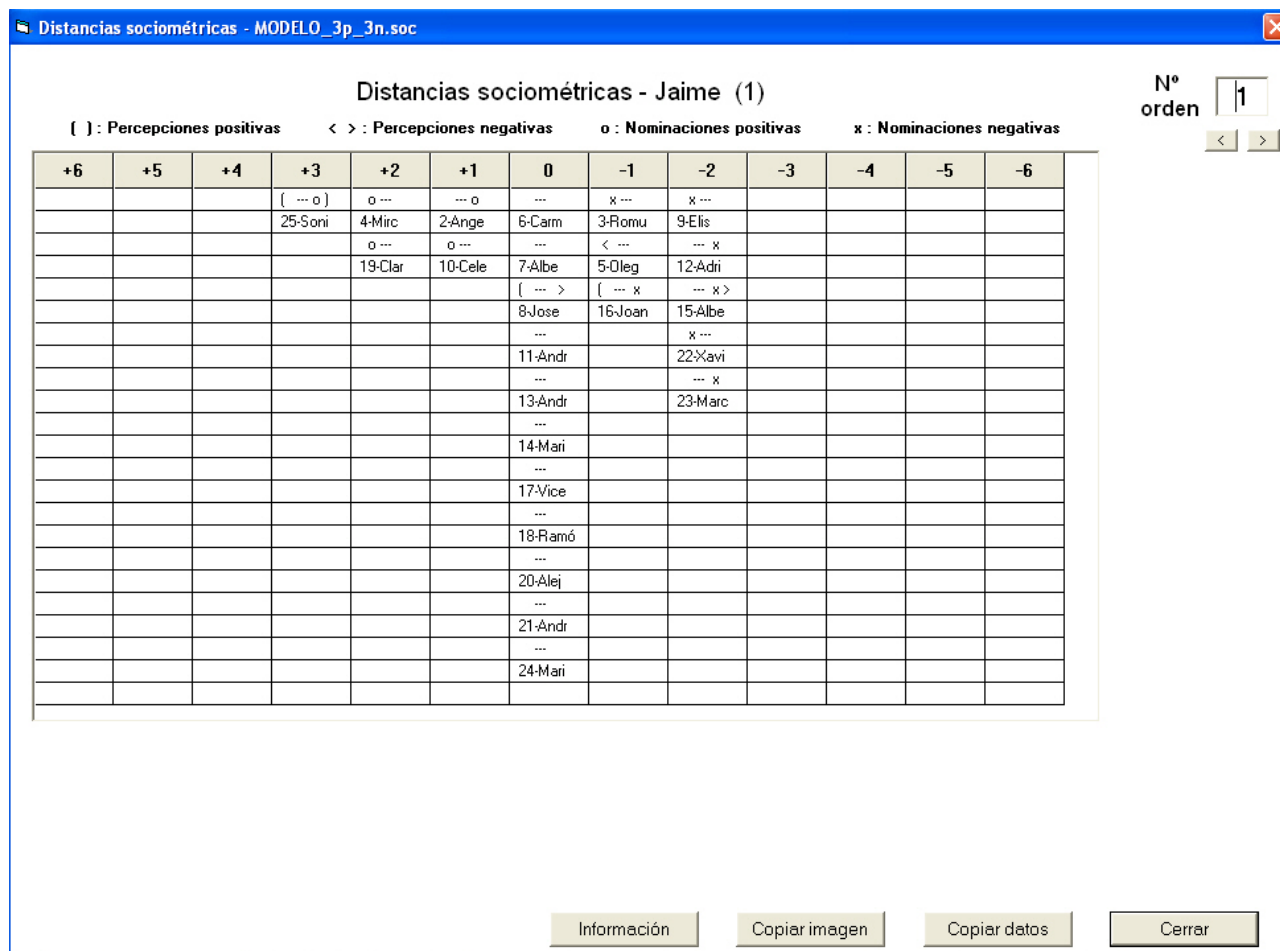 Distancias sociométricas - MODELO_3p_3n.soc
Distancias sociométricas - Jaime (1)
Nº
orden
1
( ) : Percepciones positivas < > : Percepciones negativas o : Nominaciones positivas x : Nominaciones negativas
< >
+6 +5 +4 +3 +2 +1 0 -1 -2 -3 -4 -5 -6
( --- o ) o --- --- o --- x --- x ---
25-Soni 4-Mirc 2-Ange 6-Carm 3-Romu 9-Elis
o --- o --- --- < --- --- x
19-Clar 10-Cele 7-Albe 5-Oleg 12-Adri
( --- > ( --- x --- x >
8-Jose 16-Joan 15-Albe
--- x ---
11-Andr 22-Xavi
--- --- x
13-Andr 23-Marc
---
14-Mari
---
17-Vice
---
18-Ramó
---
20-Alej
---
21-Andr
---
24-Mari
Información Copiar imagen Copiar datos Cerrar